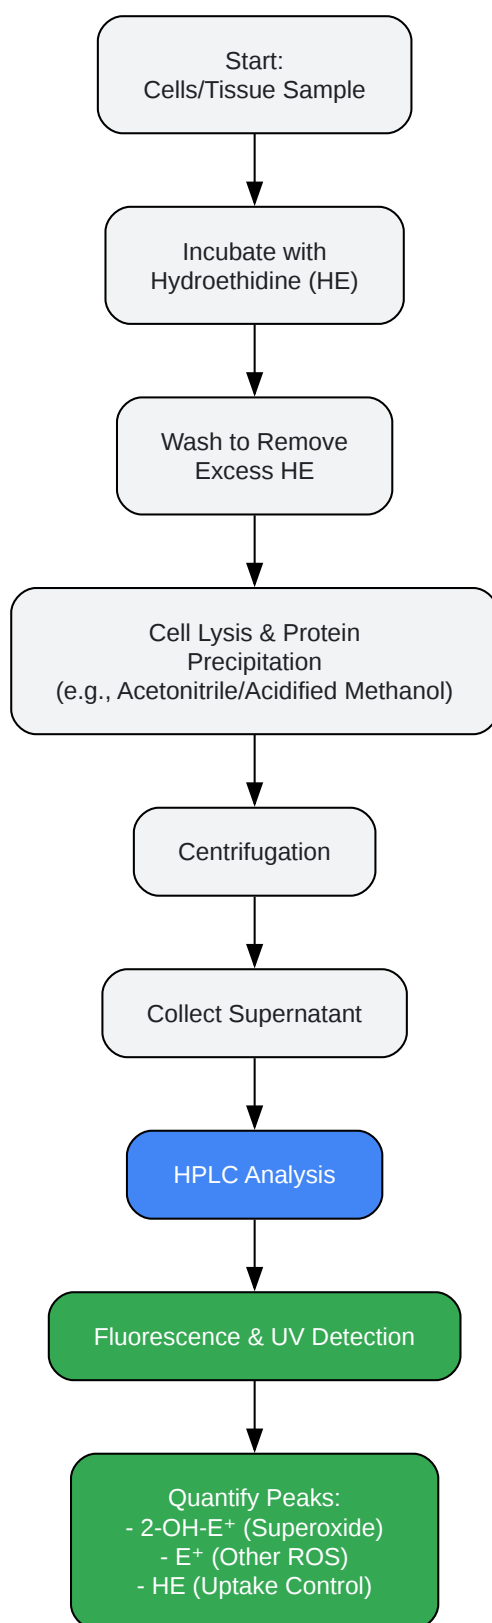 Start:
Cells/Tissue Sample
Incubate with
Hydroethidine (HE)
Wash to Remove
Excess HE
Cell Lysis & Protein
Precipitation
(e.g., Acetonitrile/Acidified Methanol)
Centrifugation
Collect Supernatant
HPLC Analysis
Fluorescence & UV Detection
Quantify Peaks:
- 2-OH-E⁺ (Superoxide)
- E⁺ (Other ROS)
- HE (Uptake Control)